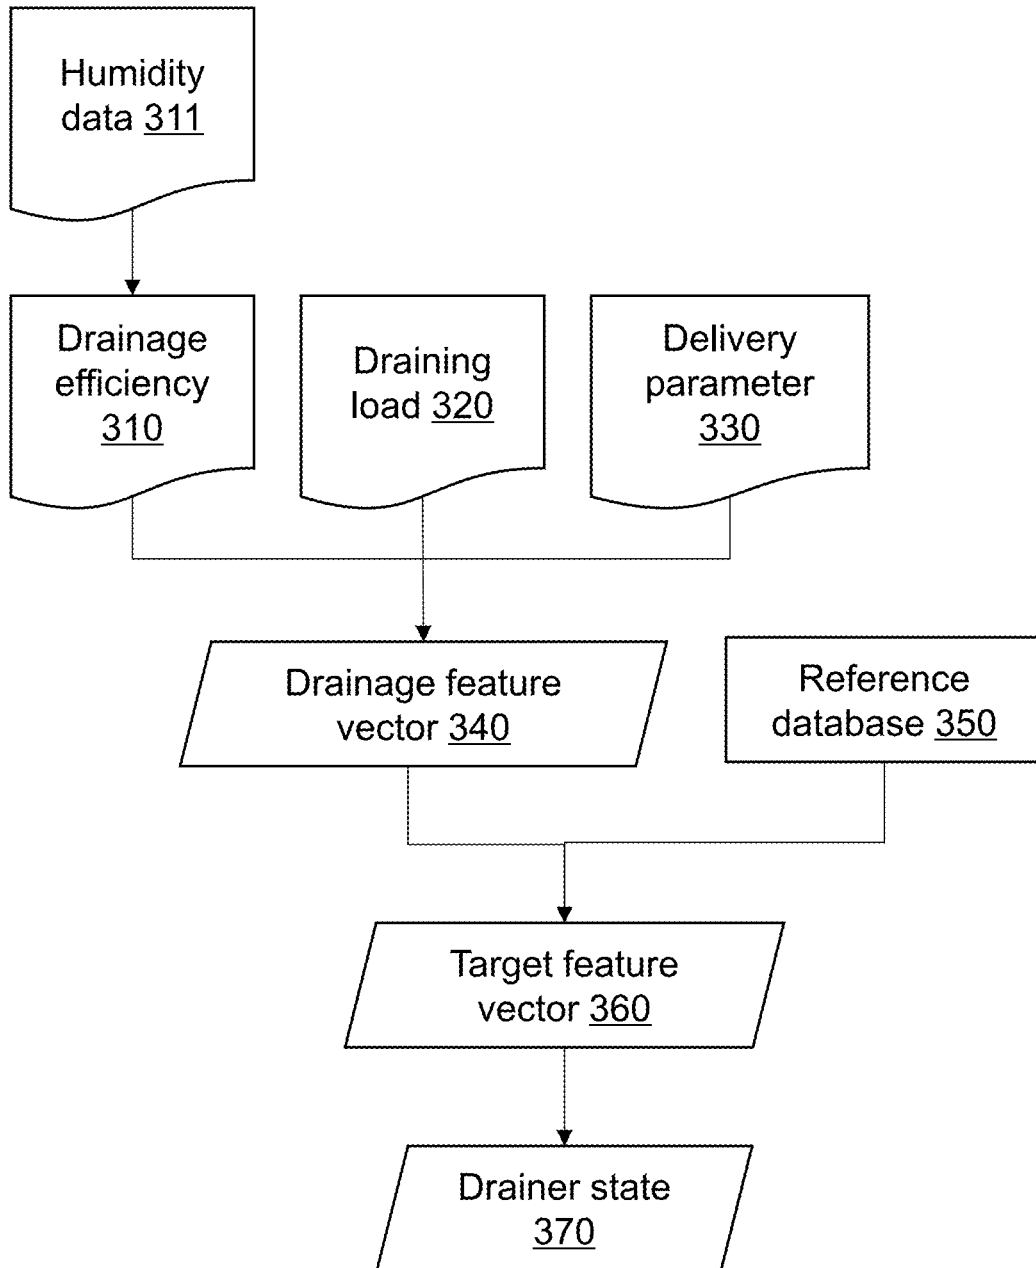 Humidity
data 311
Drainage
efficiency
310
Draining
load 320
Delivery
parameter
330
Drainage feature
vector 340
Reference
database 350
Target feature
vector 360
Drainer state
370